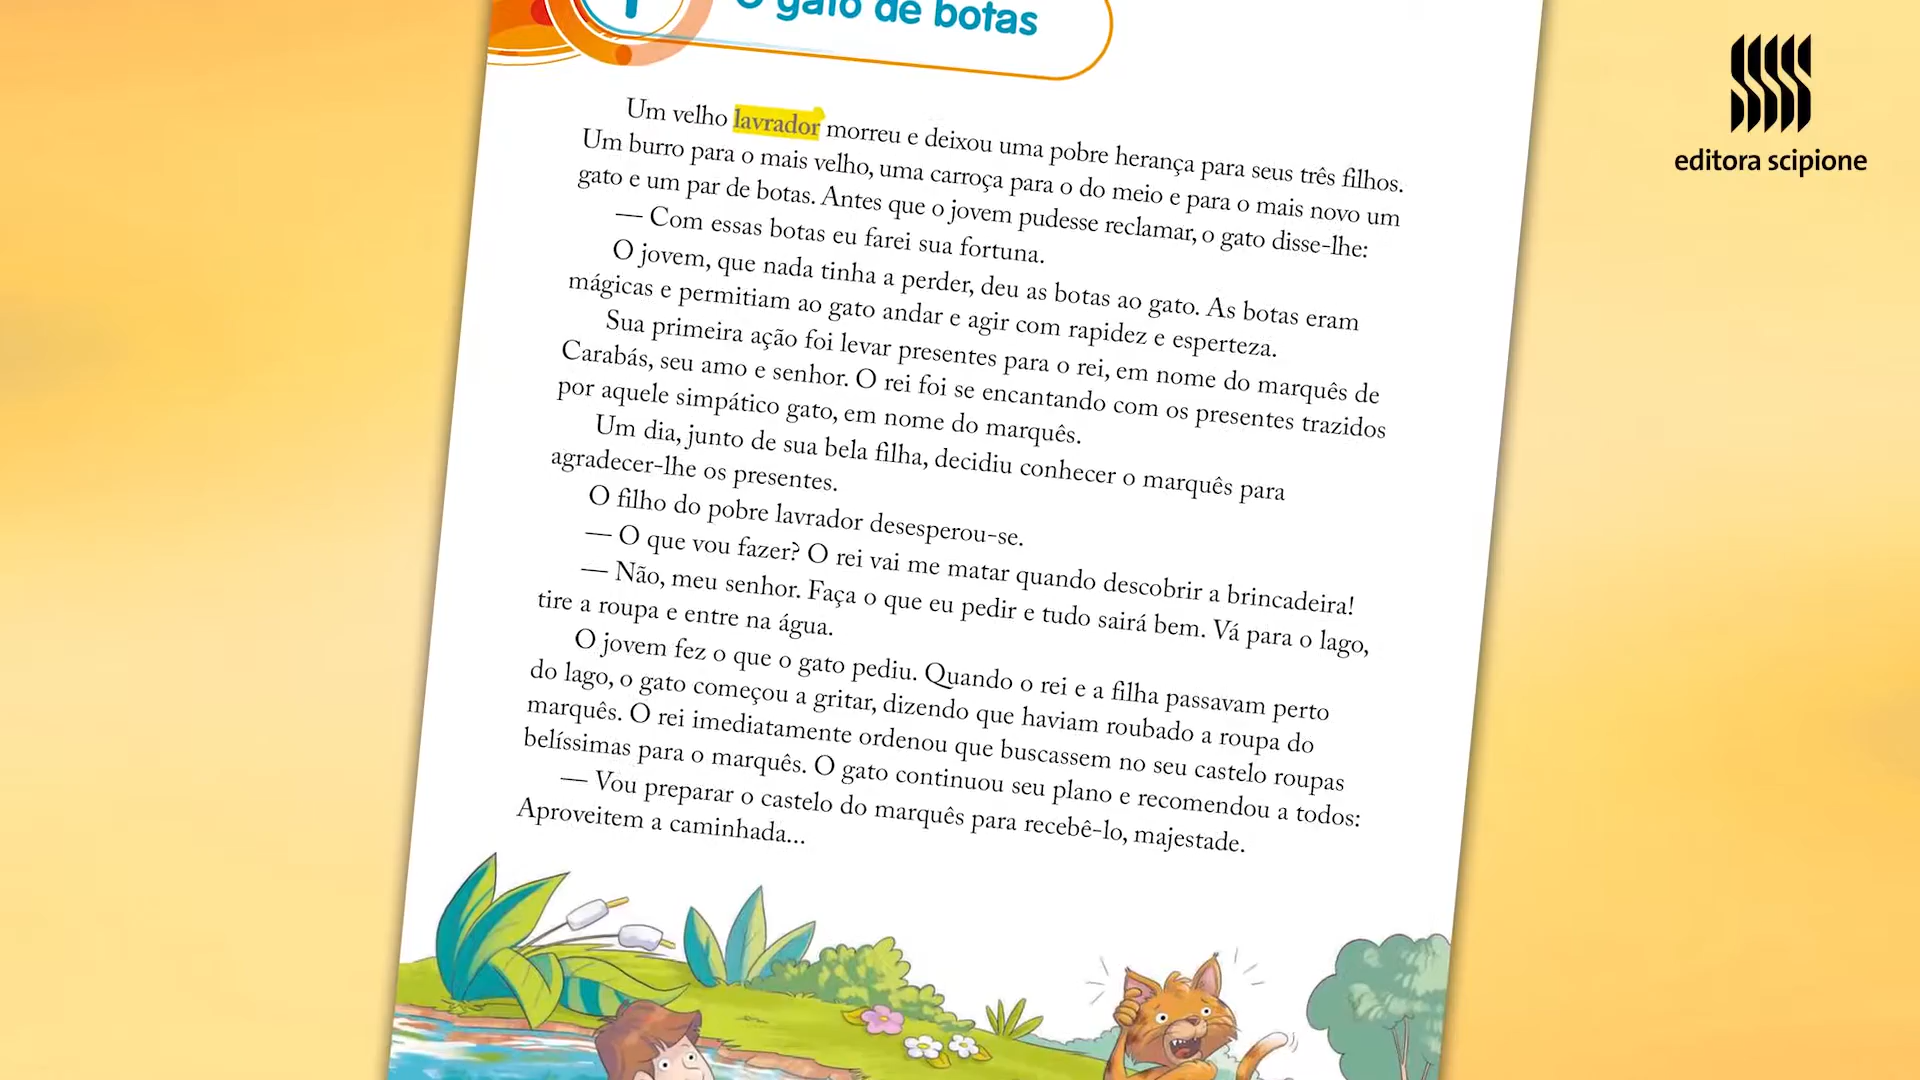 1
O gato de botas
Um velho lavrador morreu e deixou uma pobre herança para seus três filhos.
Um burro para o mais velho, uma carroça para o do meio e para o mais novo um
gato e um par de botas. Antes que o jovem pudesse reclamar, o gato disse-lhe:
— Com essas botas eu farei sua fortuna.
O jovem, que nada tinha a perder, deu as botas ao gato. As botas eram
mágicas e permitiam ao gato andar e agir com rapidez e esperteza.
Sua primeira ação foi levar presentes para o rei, em nome do marquês de
Carabás, seu amo e senhor. O rei foi se encantando com os presentes trazidos
por aquele simpático gato, em nome do marquês.
Um dia, junto de sua bela filha, decidiu conhecer o marquês para
agradecer-lhe os presentes.
O filho do pobre lavrador desesperou-se.
— O que vou fazer? O rei vai me matar quando descobrir a brincadeira!
— Não, meu senhor. Faça o que eu pedir e tudo sairá bem. Vá para o lago,
tire a roupa e entre na água.
O jovem fez o que o gato pediu. Quando o rei e a filha passavam perto
do lago, o gato começou a gritar, dizendo que haviam roubado a roupa do
marquês. O rei imediatamente ordenou que buscassem no seu castelo roupas
belíssimas para o marquês. O gato continuou seu plano e recomendou a todos:
— Vou preparar o castelo do marquês para recebê-lo, majestade.
Aproveitem a caminhada...
editora scipione